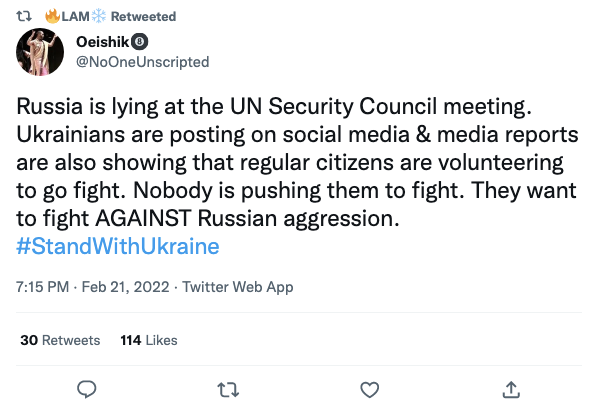 🔥LAM❄️ Retweeted
Oeishik 8
@NoOneUnscripted
Russia is lying at the UN Security Council meeting.
Ukrainians are posting on social media & media reports
are also showing that regular citizens are volunteering
to go fight. Nobody is pushing them to fight. They want
to fight AGAINST Russian aggression.
#StandWithUkraine
7:15 PM · Feb 21, 2022 · Twitter Web App
30 Retweets 114 Likes